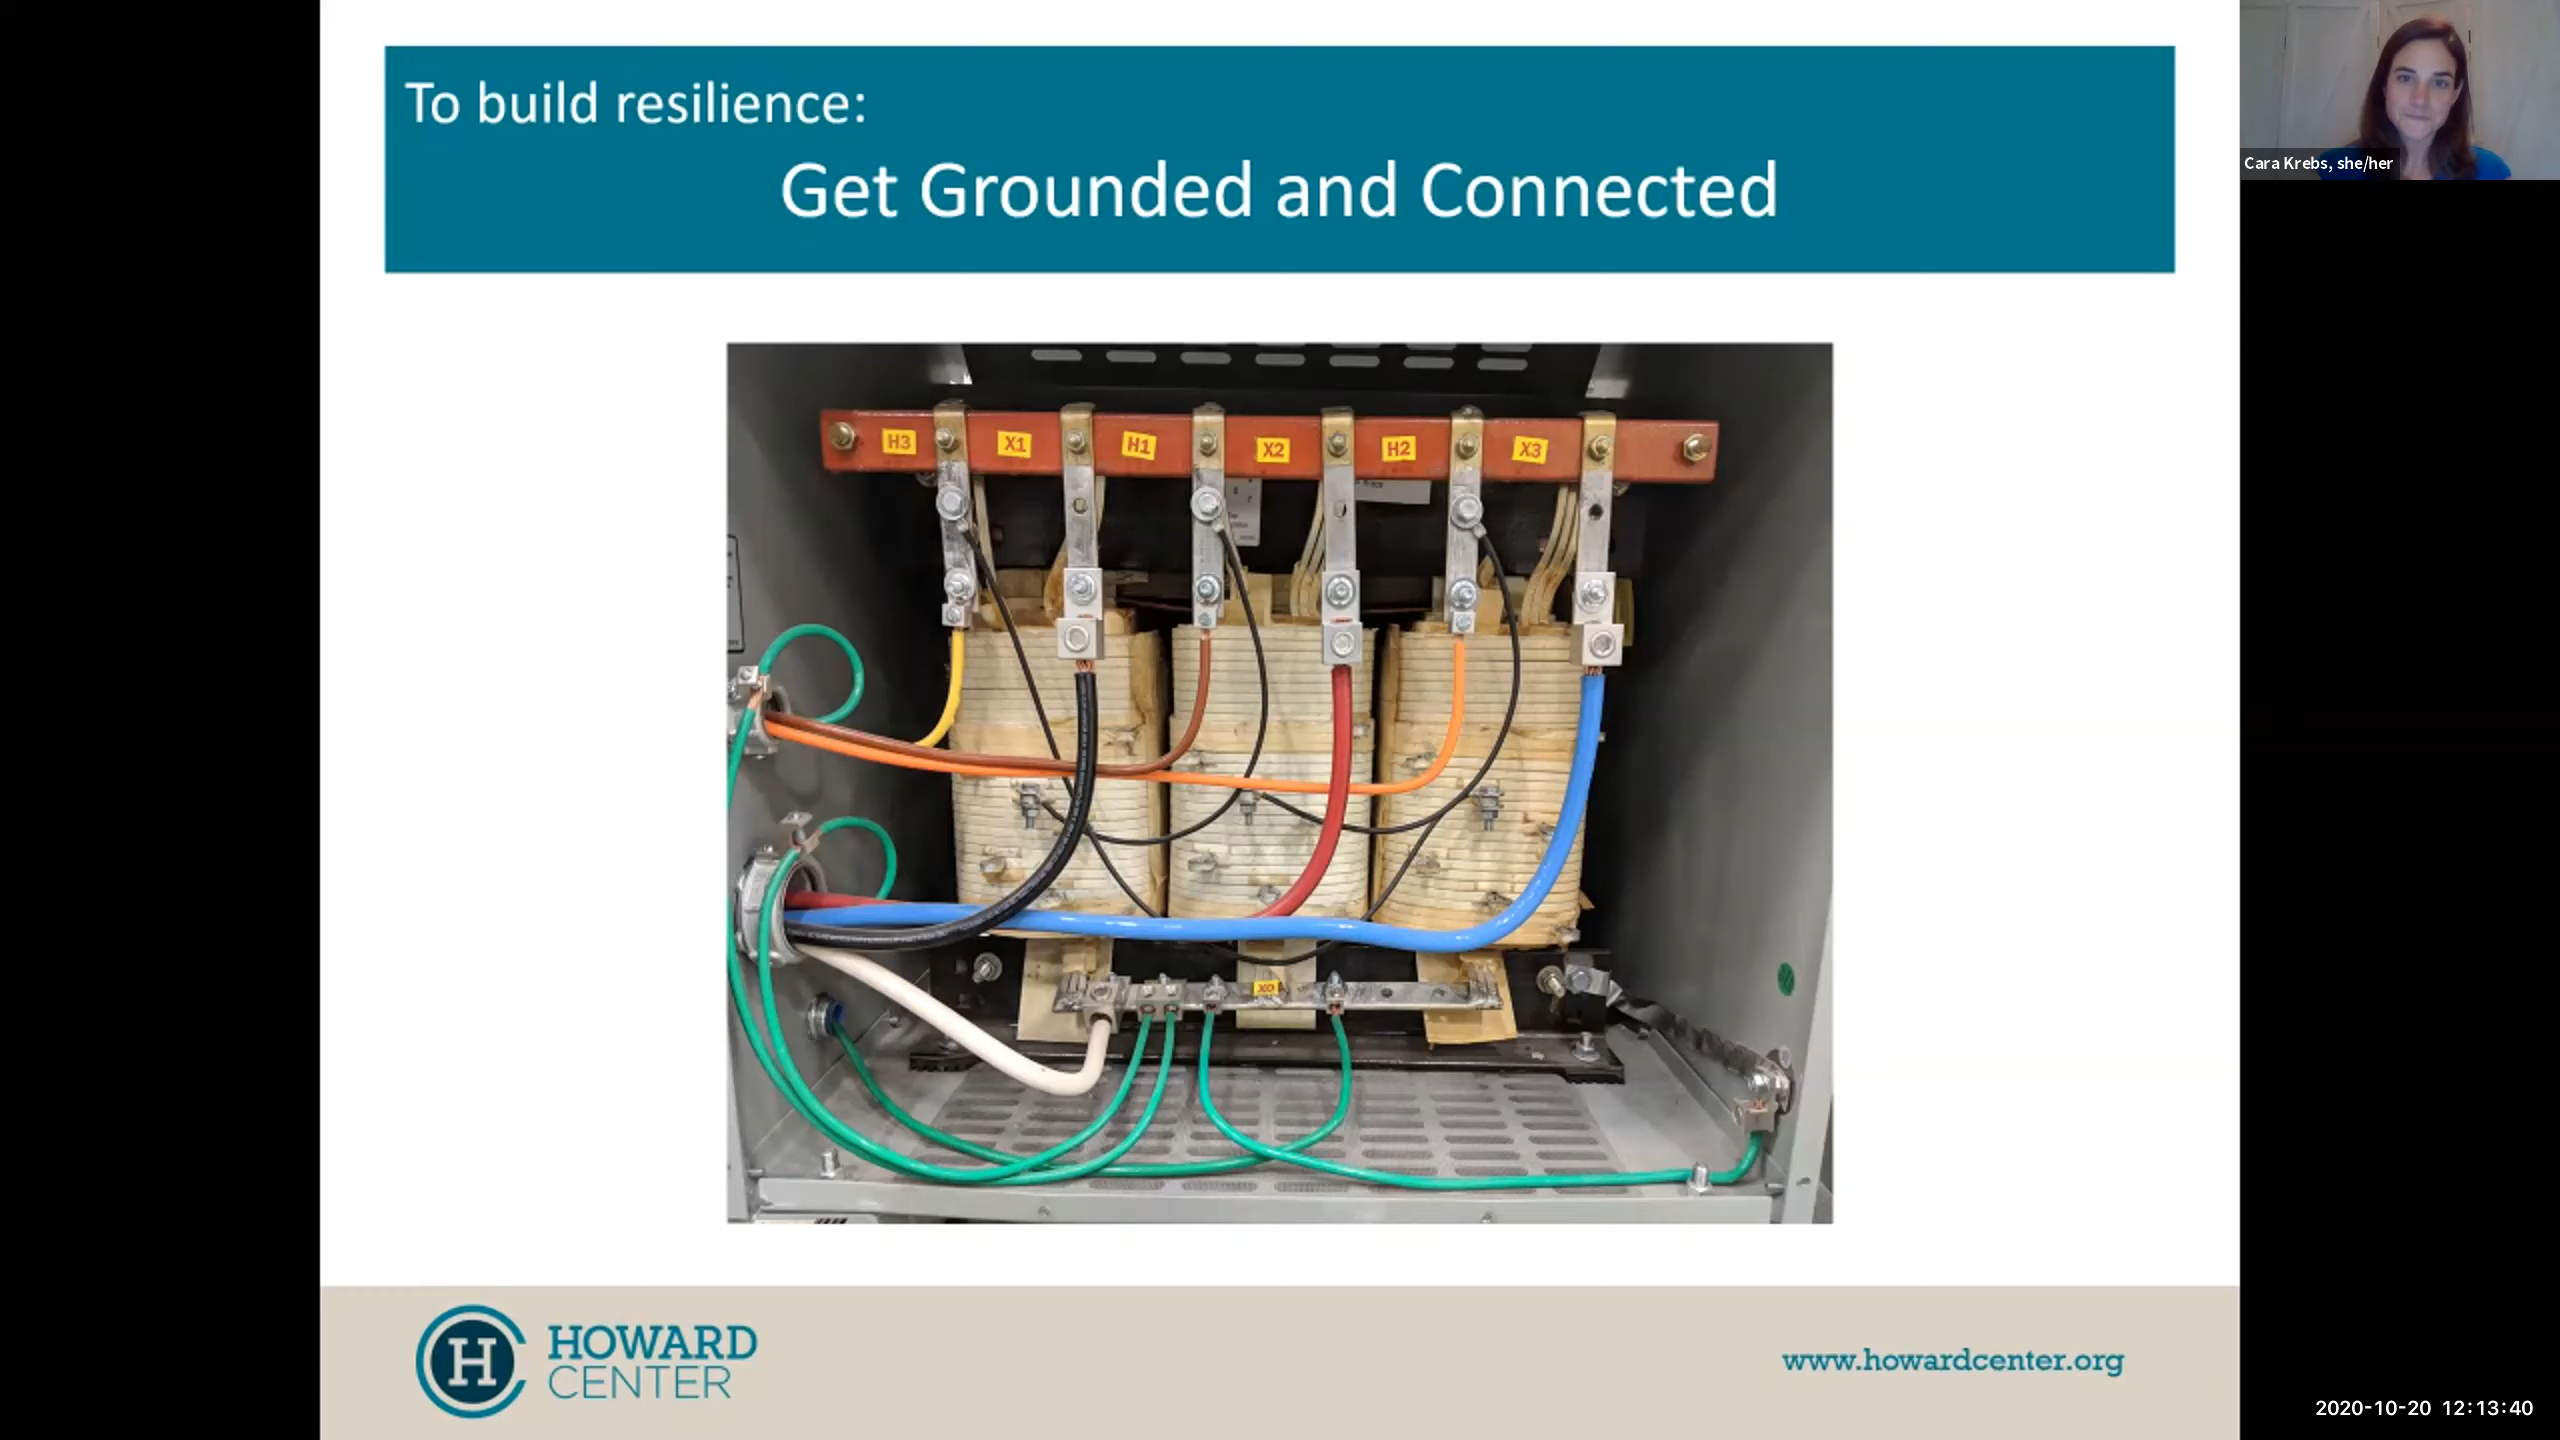 To build resilience:
Get Grounded and Connected
Cara Krebs, she/her
H3 X1 H1 X2 H2 X3
XO
H HOWARD
CENTER
www.howardcenter.org
2020-10-20 12:13:40